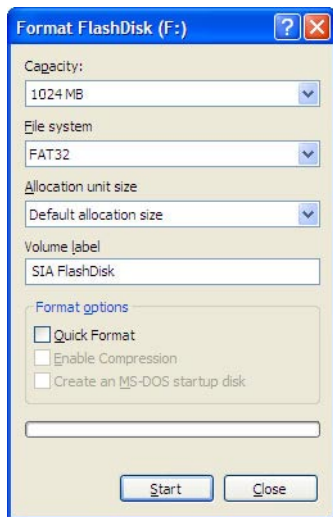 Format FlashDisk (F:)
Capacity:
1024 MB
File system
FAT32
Allocation unit size
Default allocation size
Volume label
SIA FlashDisk
Format options
Quick Format
Enable Compression
Create an MS-DOS startup disk
Start Close